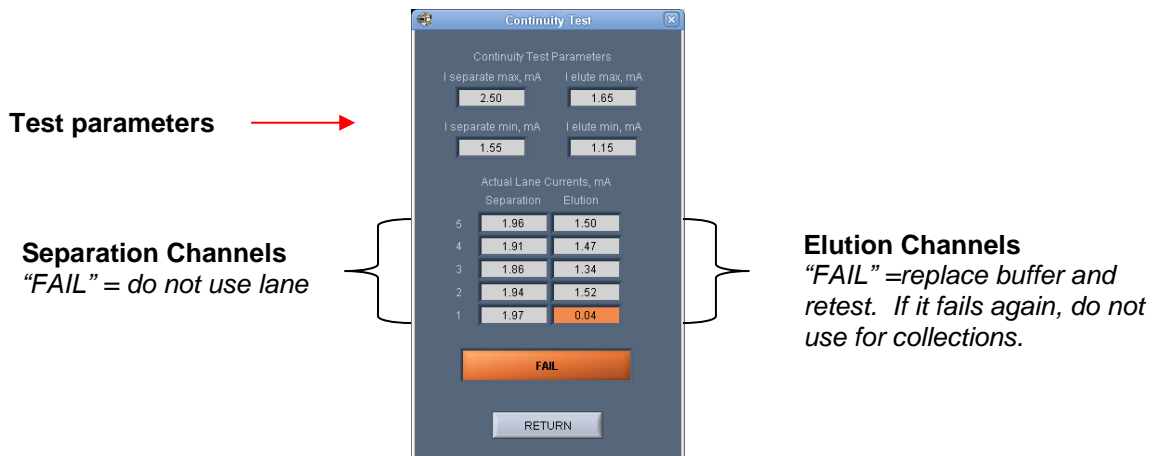 Continuity Test
Continuity Test Parameters
I separate max, mA I elute max, mA
2.50 1.65
Test parameters
I separate min, mA I elute min, mA
1.55 1.15
Actual Lane Currents, mA
Separation Elution
5 1.96 1.50
4 1.91 1.47
3 1.86 1.34
2 1.94 1.52
1 1.97 0.04
Separation Channels
“FAIL” = do not use lane
Elution Channels
“FAIL” =replace buffer and
retest. If it fails again, do not
use for collections.
FAIL
RETURN